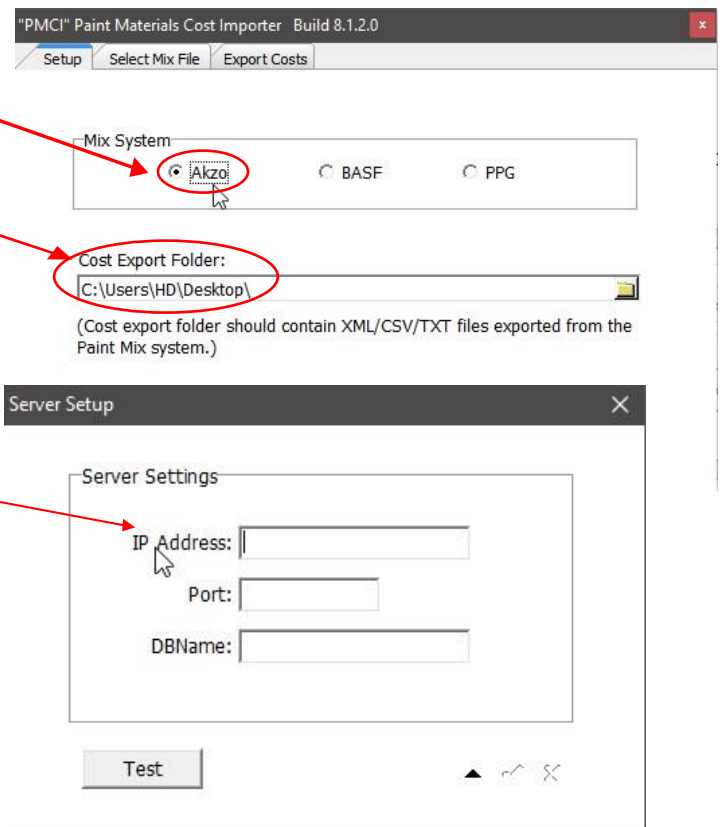 "PMCI" Paint Materials Cost Importer Build 8.1.2.0
x
Setup Select Mix File Export Costs
Mix System
Akzo BASF PPG
Cost Export Folder:
C:\Users\HD\Desktop\
(Cost export folder should contain XML/CSV/TXT files exported from the
Paint Mix system.)
Server Setup
Server Settings
IP Address:
Port:
DBName:
Test